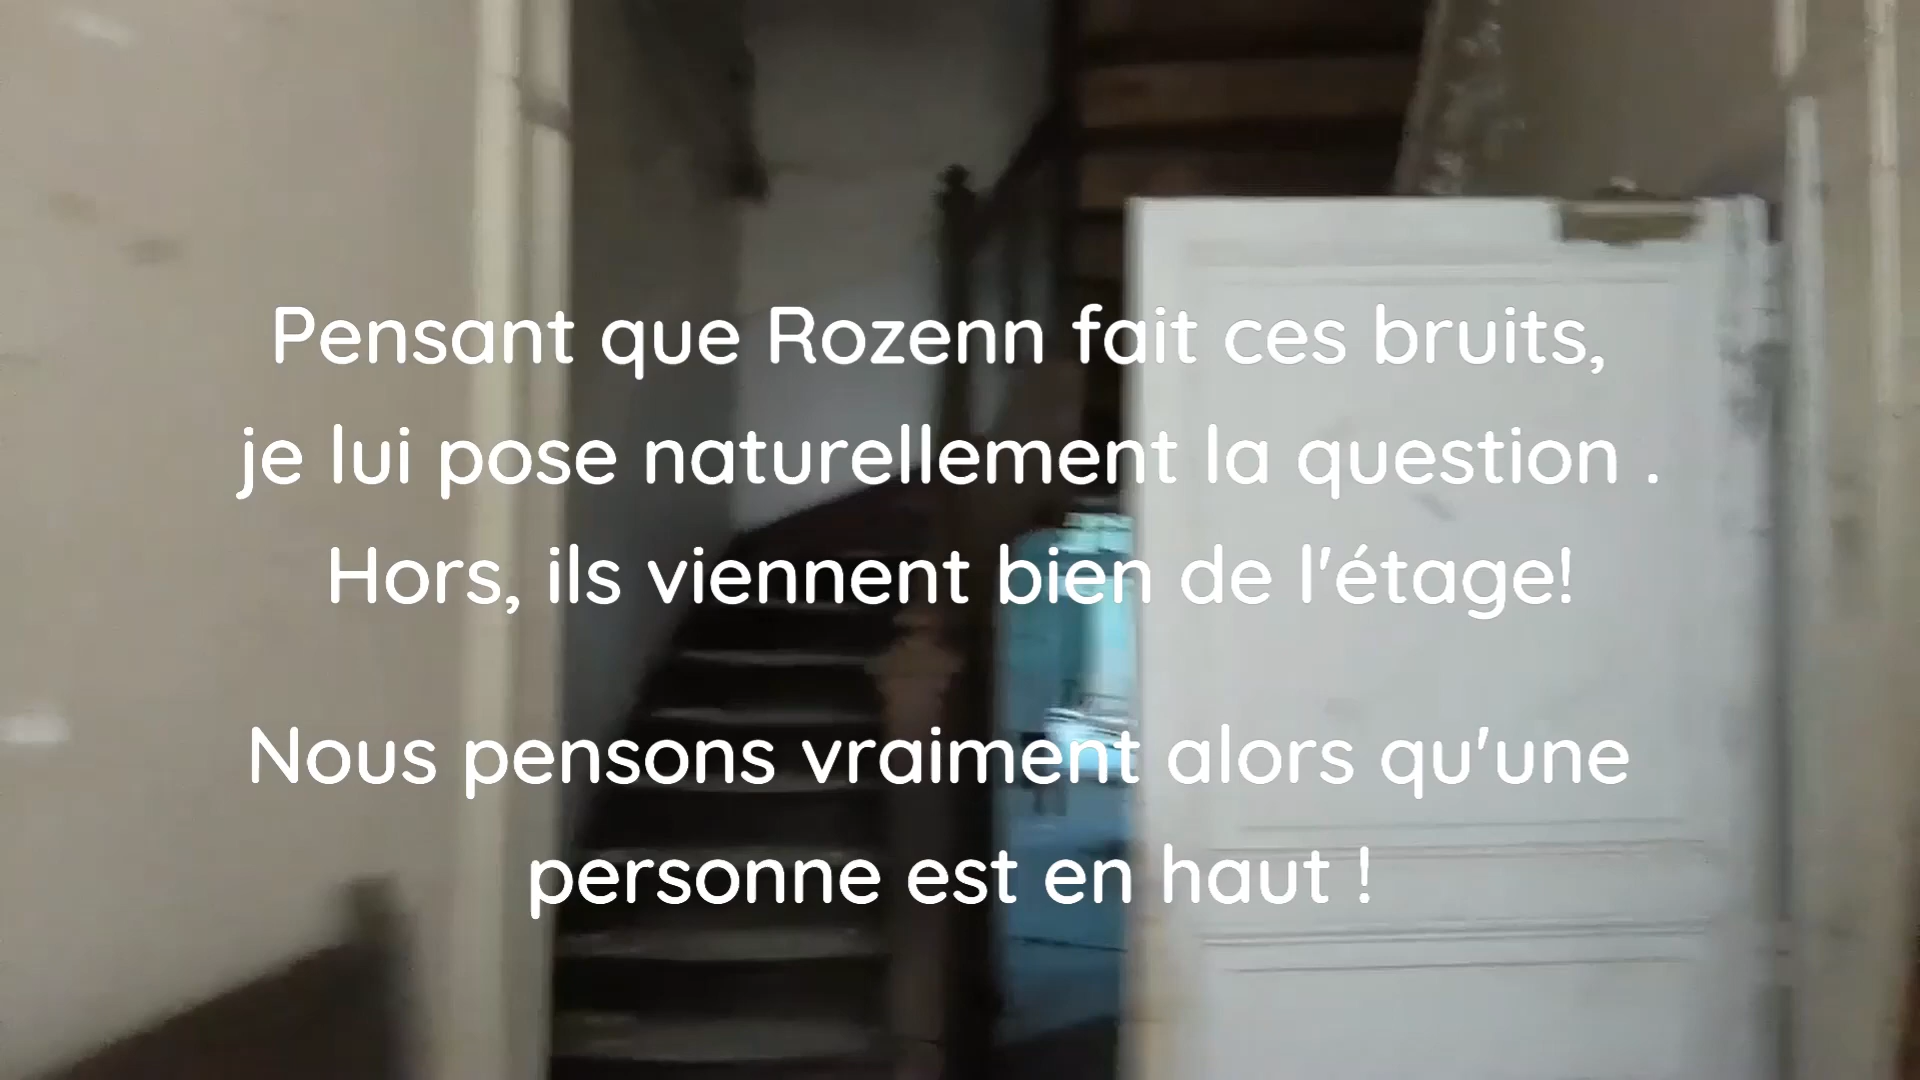 Pensant que Rozenn fait ces bruits,
je lui pose naturellement la question .
Hors, ils viennent bien de l'étage!
Nous pensons vraiment alors qu'une
personne est en haut !